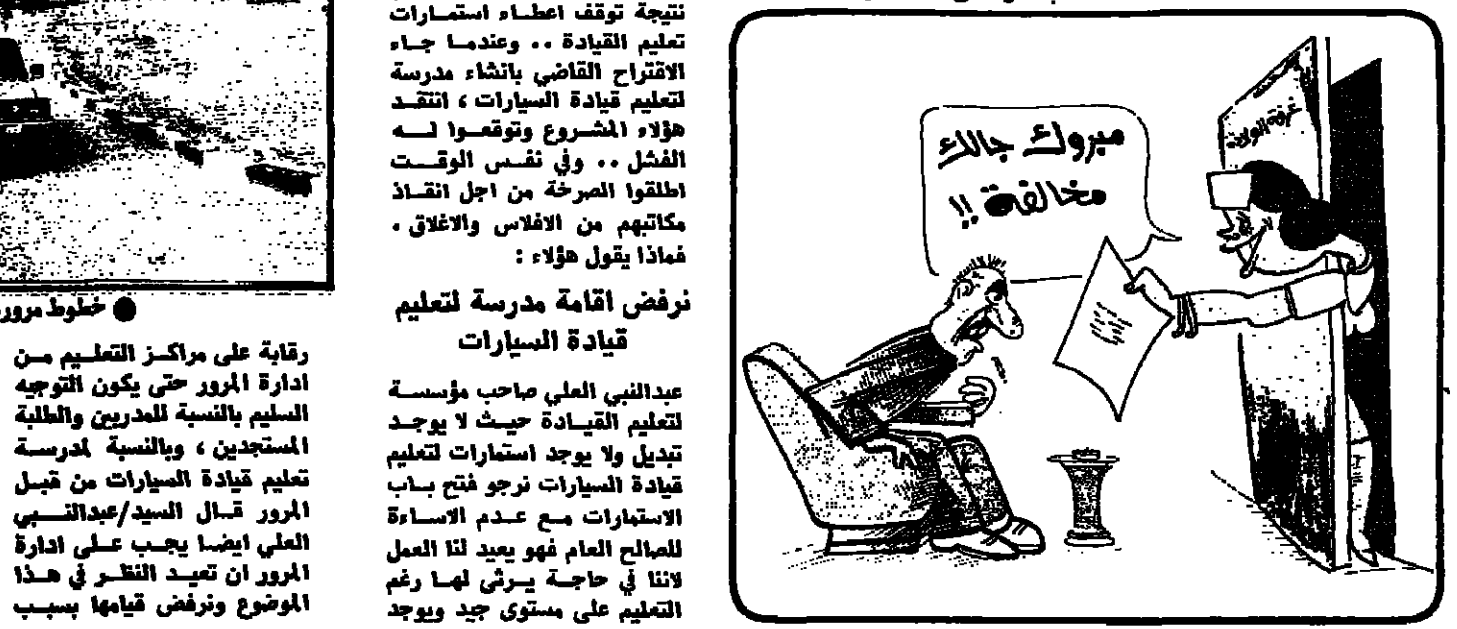 غرفة الولادة
مبروك جالك
مخالفة !!
نتيجة توقف اعطاء استمارات
تعليم القيادة .. وعندما جاء
الاقتراح القاضي بانشاء مدرسة
لتعليم قيادة السيارات ، انتقد
هؤلاء المشروع وتوقعوا له
الفشل .. وفي نفس الوقت
اطلقوا الصرخة من اجل انقاذ
مكاتبهم من الافلاس والاغلاق .
فماذا يقول هؤلاء :
نرفض اقامة مدرسة لتعليم
قيادة السيارات
عبدالنبي العلي صاحب مؤسسة
لتعليم القيادة حيث لا يوجد
تبديل ولا يوجد استمارات لتعليم
قيادة السيارات نرجو فتح باب
الاستمارات مع عدم الاساءة
للصالح العام فهو يعيد لنا العمل
لاننا في حاجة يرثى لها رغم
التعليم على مستوى جيد ويوجد
● خطوط مرور
رقابة على مراكز التعليم من
ادارة المرور حتى يكون التوجيه
السليم بالنسبة للمدربين والطلبة
المستجدين ، وبالنسبة لمدرسة
تعليم قيادة السيارات من قبل
المرور قال السيد/عبدالنبي
العلي ايضا يجب على ادارة
المرور ان تعيد النظر في هذا
الموضوع ونرفض قيامها بسبب